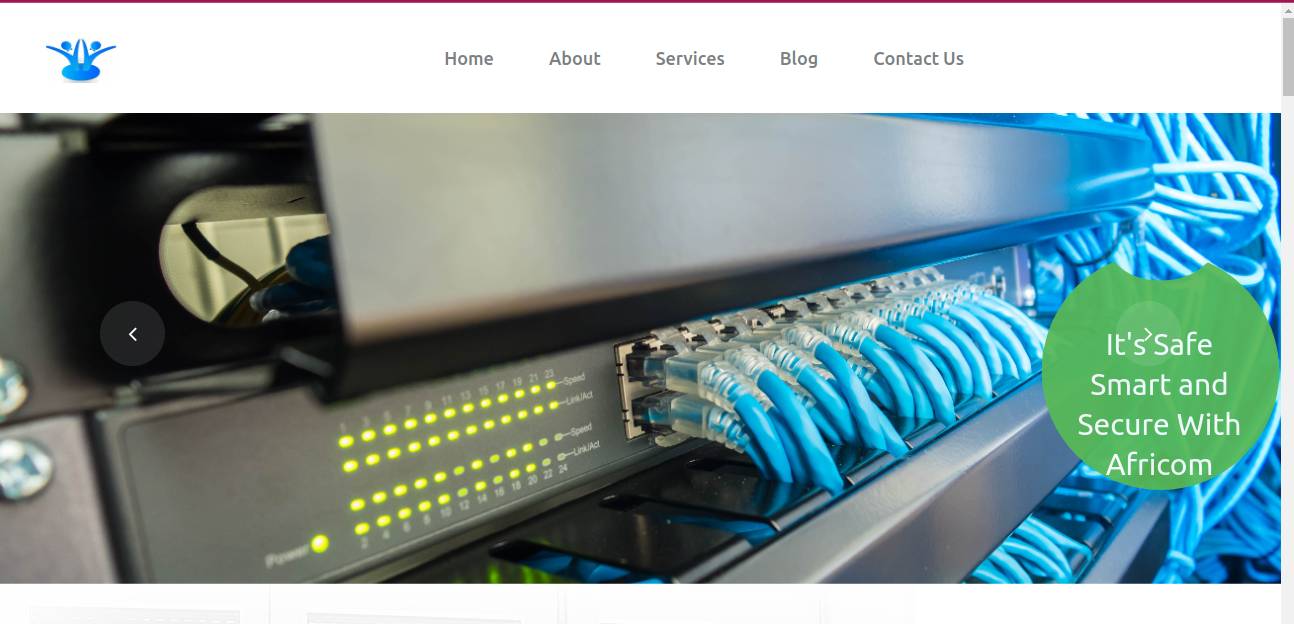 Home About Services Blog Contact Us
It's Safe
Smart and
Secure With
Africom
1 3 5 7 9 11 13 15 17 19 21 23
Speed
Link/Act
Speed
Link/Act
2 4 6 8 10 12 14 16 18 20 22 24
Power